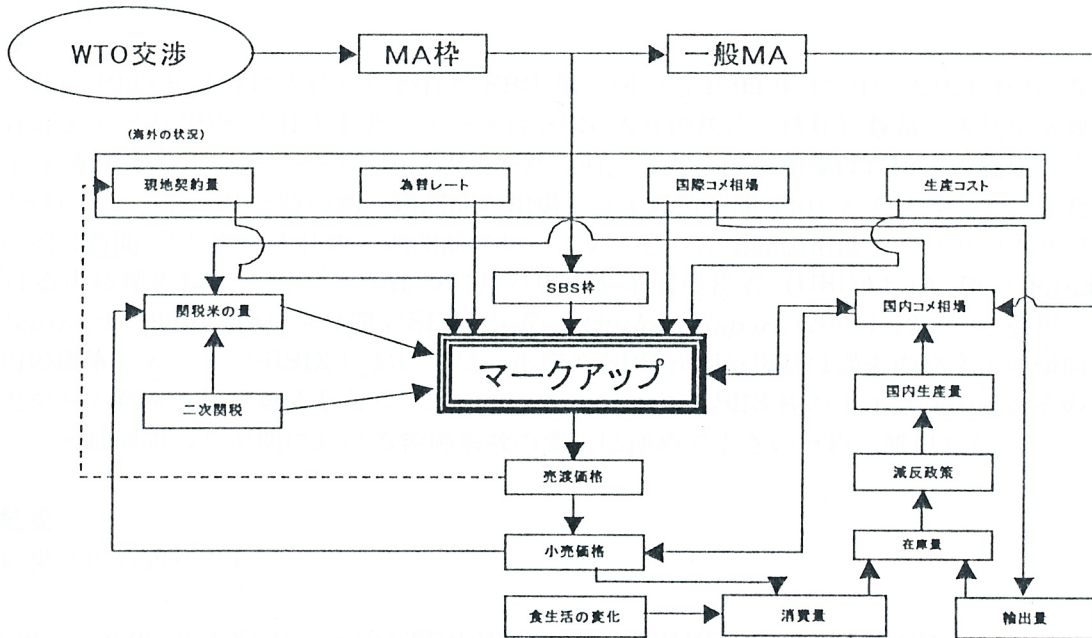 WTO交渉
MA枠
一般MA
(海外の状況)
現地契約量
為替レート
国際コメ相場
生産コスト
SBS枠
関税米の量
国内コメ相場
マークアップ
二次関税
国内生産量
売渡価格
減反政策
小売価格
在庫量
食生活の変化
消費量
輸出量